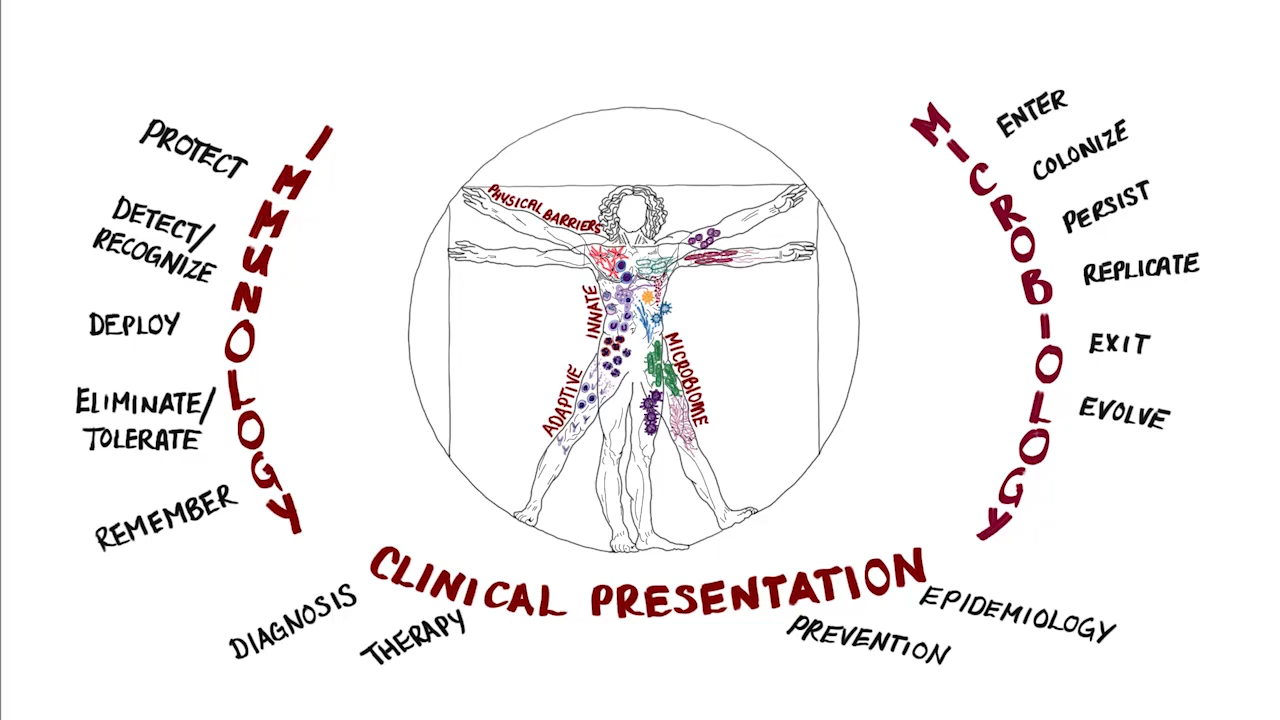 IMMUNOLOGY
PROTECT
DETECT/
RECOGNIZE
DEPLOY
ELIMINATE/
TOLERATE
REMEMBER
PHYSICAL BARRIERS
INNATE
ADAPTIVE
MICROBIOME
MICROBIOLOGY
ENTER
COLONIZE
PERSIST
REPLICATE
EXIT
EVOLVE
CLINICAL PRESENTATION
DIAGNOSIS
THERAPY
PREVENTION
EPIDEMIOLOGY